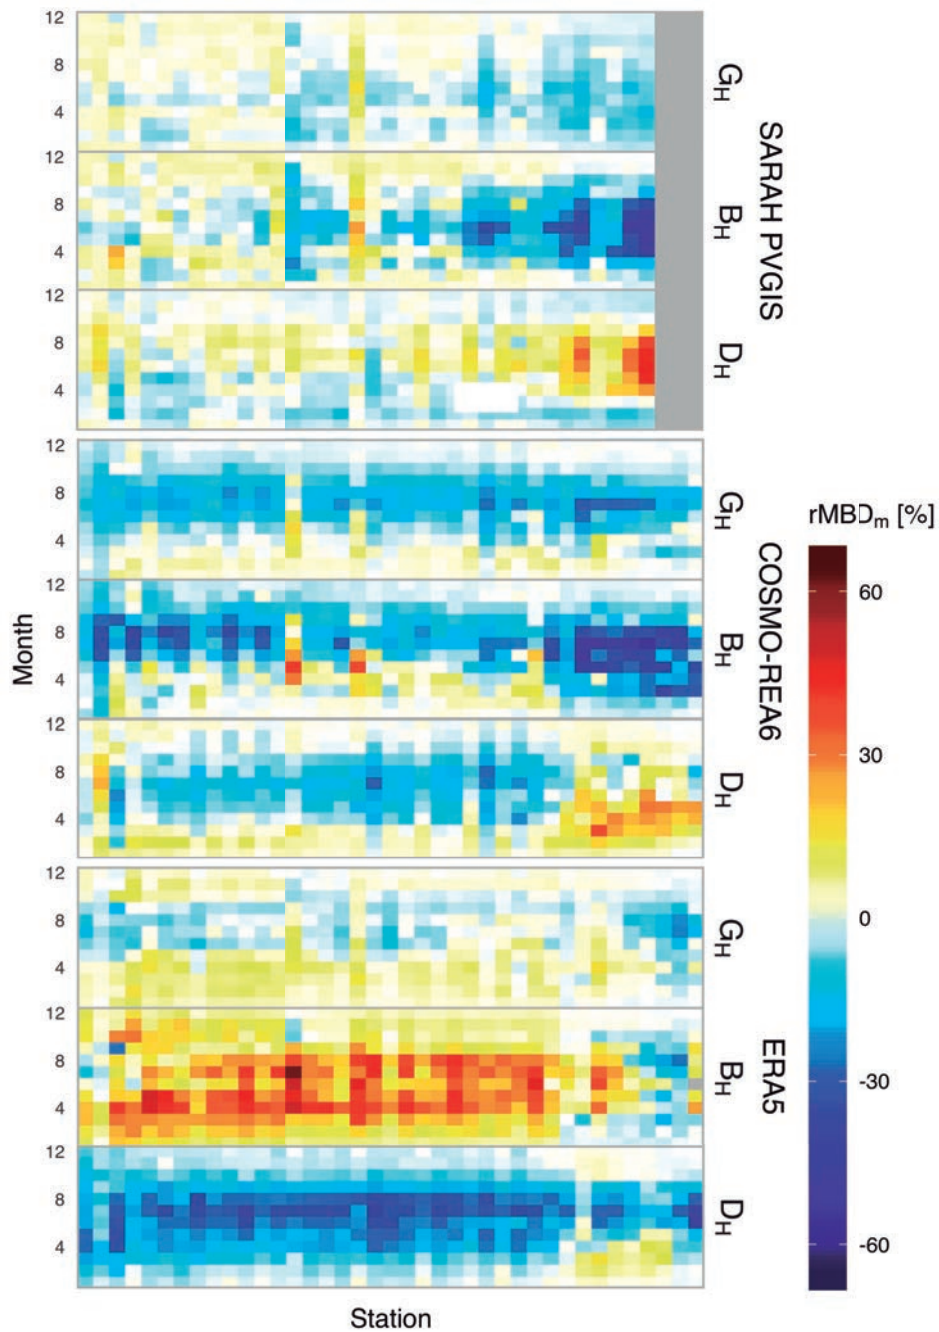 12
8
4
G_H
12
8
4
B_H
12
8
4
D_H
SARAH PVGIS
12
8
4
G_H
12
8
4
B_H
12
8
4
D_H
COSMO-REA6
12
8
4
G_H
12
8
4
B_H
12
8
4
D_H
ERA5
Month
Station
rMBD_m [%]
60
30
0
-30
-60